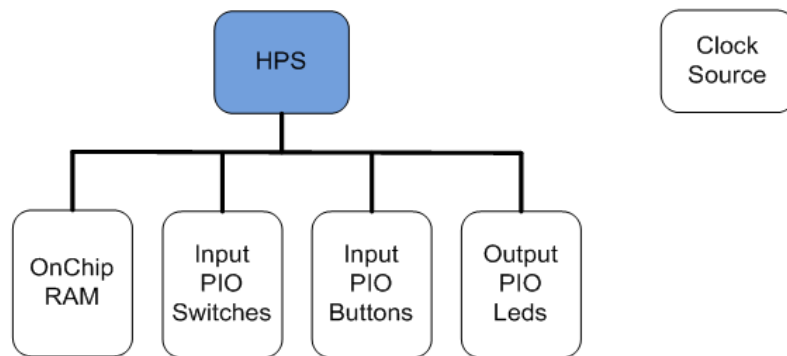 HPS
Clock
Source
OnChip
RAM
Input
PIO
Switches
Input
PIO
Buttons
Output
PIO
Leds